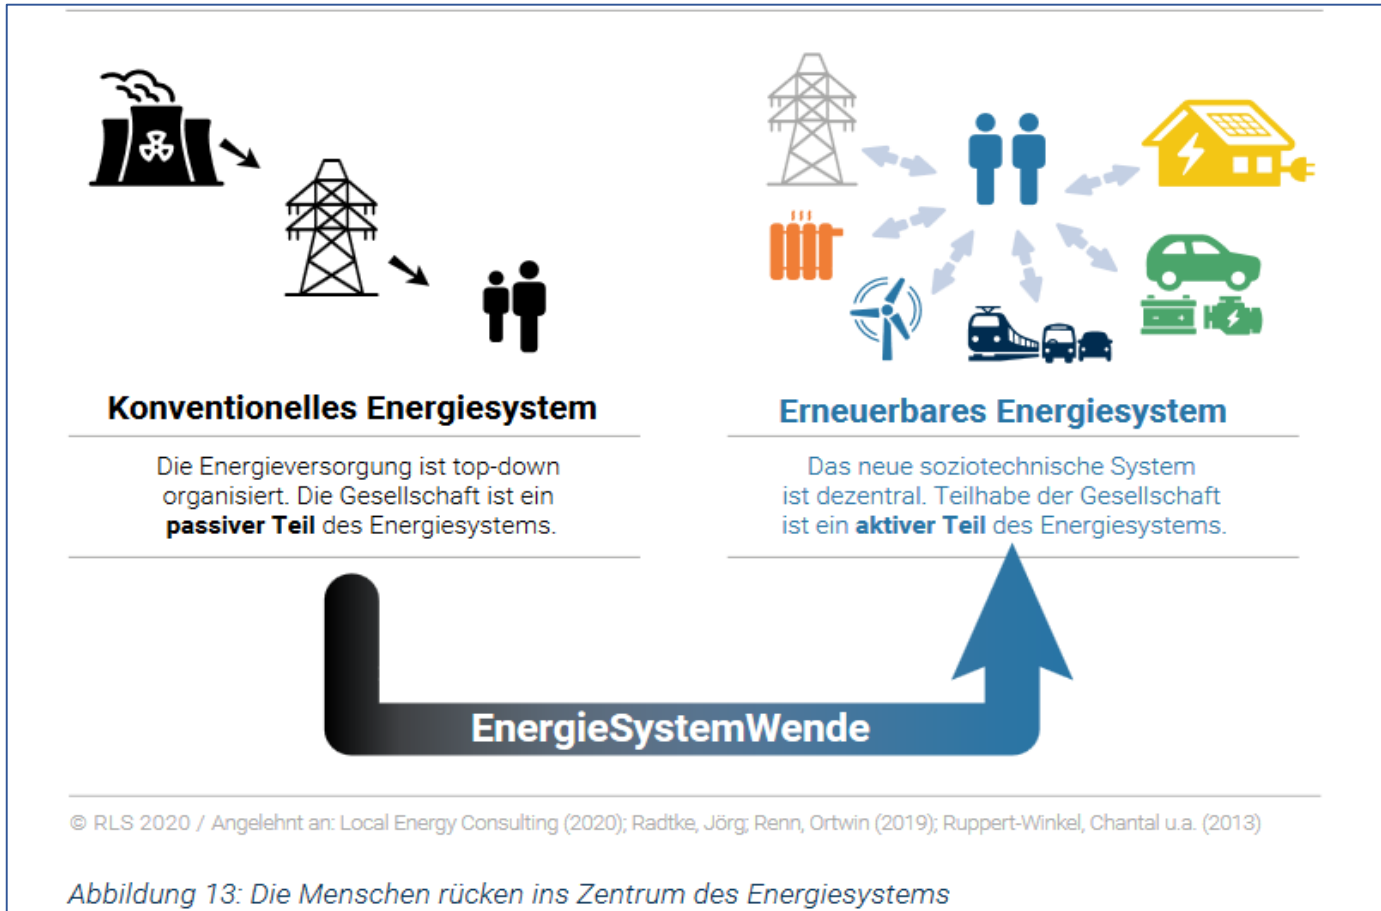 Konventionelles Energiesystem
Die Energieversorgung ist top-down
organisiert. Die Gesellschaft ist ein
passiver Teil des Energiesystems.
Erneuerbares Energiesystem
Das neue soziotechnische System
ist dezentral. Teilhabe der Gesellschaft
ist ein aktiver Teil des Energiesystems.
EnergieSystemWende
© RLS 2020 / Angelehnt an: Local Energy Consulting (2020); Radtke, Jörg; Renn, Ortwin (2019); Ruppert-Winkel, Chantal u.a. (2013)
Abbildung 13: Die Menschen rücken ins Zentrum des Energiesystems